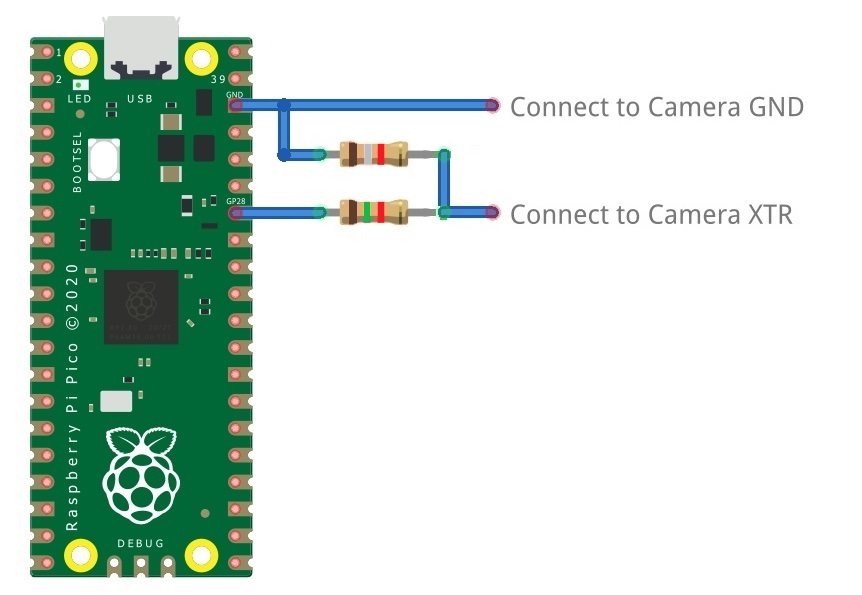 1
2
39
LED
USB
GND
Connect to Camera GND
BOOTSEL
GP28
Connect to Camera XTR
Raspberry Pi Pico ©2020
DEBUG